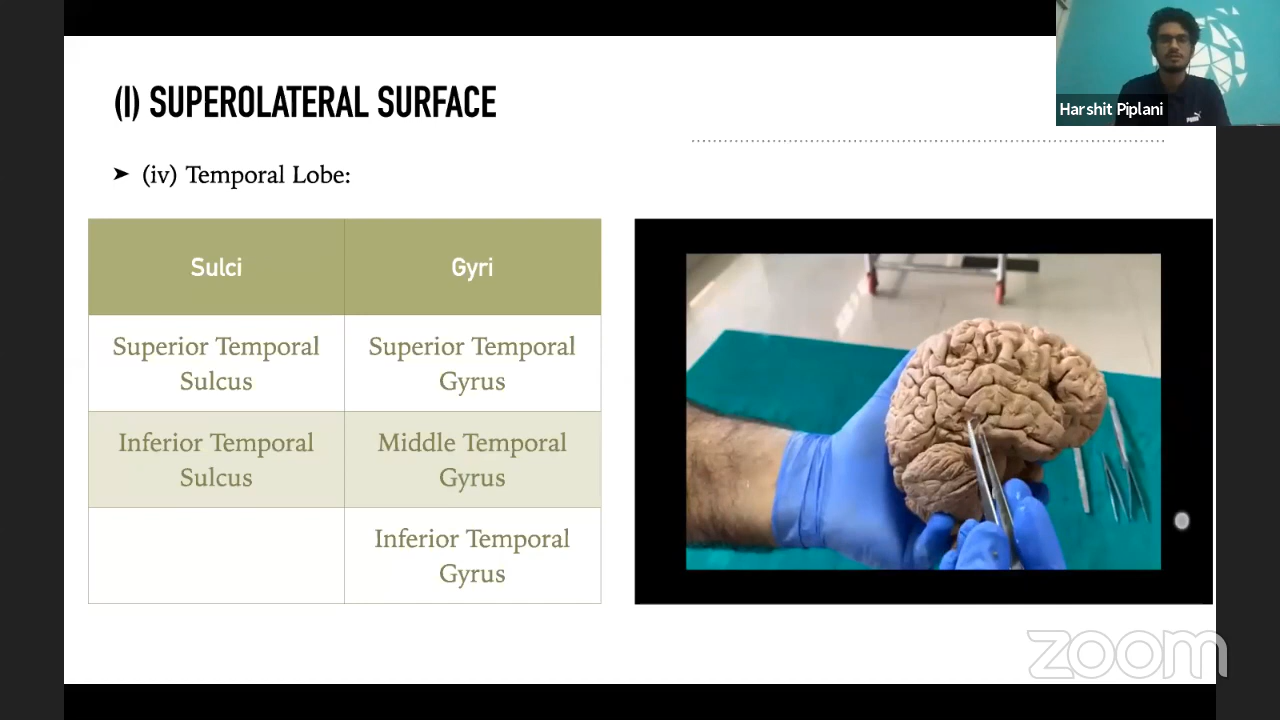 (I) SUPEROLATERAL SURFACE
Harshit Piplani
➤ (iv) Temporal Lobe:
Sulci
Gyri
Superior Temporal
Sulcus
Superior Temporal
Gyrus
Inferior Temporal
Sulcus
Middle Temporal
Gyrus
Inferior Temporal
Gyrus
zoom